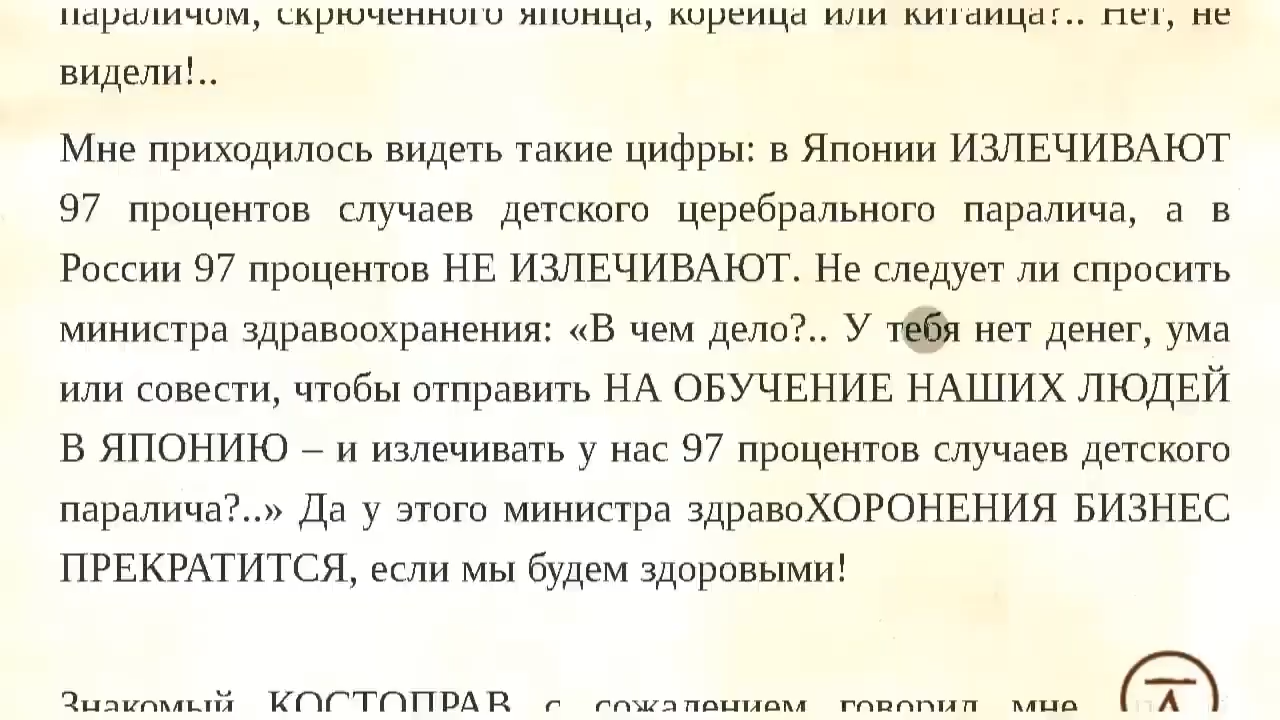 параличом, скрюченного японца, корейца или китайца?.. Нет, не
видели!..
Мне приходилось видеть такие цифры: в Японии ИЗЛЕЧИВАЮТ
97 процентов случаев детского церебрального паралича, а в
России 97 процентов НЕ ИЗЛЕЧИВАЮТ. Не следует ли спросить
министра здравоохранения: «В чем дело?.. У тебя нет денег, ума
или совести, чтобы отправить НА ОБУЧЕНИЕ НАШИХ ЛЮДЕЙ
В ЯПОНИЮ – и излечивать у нас 97 процентов случаев детского
паралича?..» Да у этого министра здравоХОРОНЕНИЯ БИЗНЕС
ПРЕКРАТИТСЯ, если мы будем здоровыми!
Знакомый КОСТОПРАВ с сожалением говорил мне